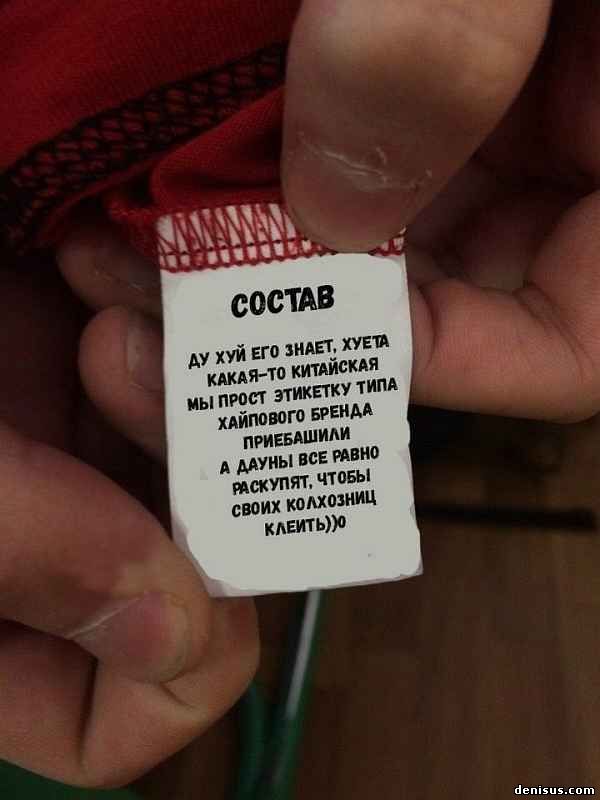 СОСТАВ
ДУ ХУЙ ЕГО ЗНАЕТ, ХУЕТА
КАКАЯ-ТО КИТАЙСКАЯ
МЫ ПРОСТ ЭТИКЕТКУ ТИПА
ХАЙПОВОГО БРЕНДА
ПРИЕБАШИЛИ
А ДАУНЫ ВСЕ РАВНО
РАСКУПЯТ, ЧТОБЫ
СВОИХ КОЛХОЗНИЦ
КЛЕИТЬ))0
denisus.com